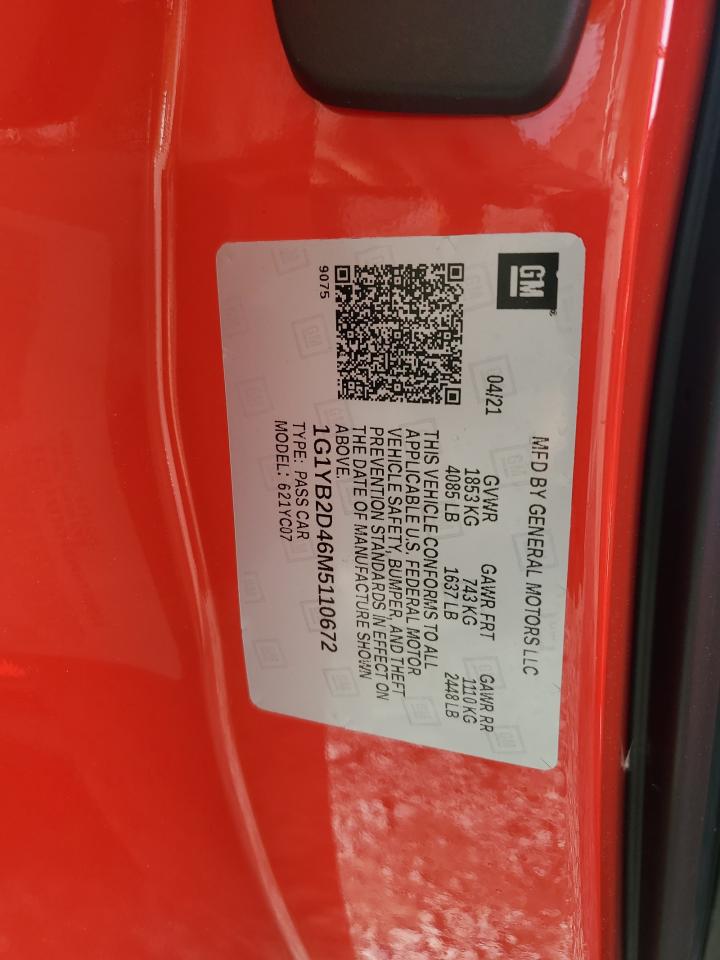 GM
MFD BY GENERAL MOTORS LLC
04/21
GVWR GAWR FRT GAWR RR
1853 KG 743 KG 1110 KG
4085 LB 1637 LB 2448 LB
THIS VEHICLE CONFORMS TO ALL
APPLICABLE U.S. FEDERAL MOTOR
VEHICLE SAFETY, BUMPER, AND THEFT
PREVENTION STANDARDS IN EFFECT ON
THE DATE OF MANUFACTURE SHOWN
ABOVE.
1G1YB2D46M5110672
TYPE: PASS CAR
MODEL: 621YC07
9075